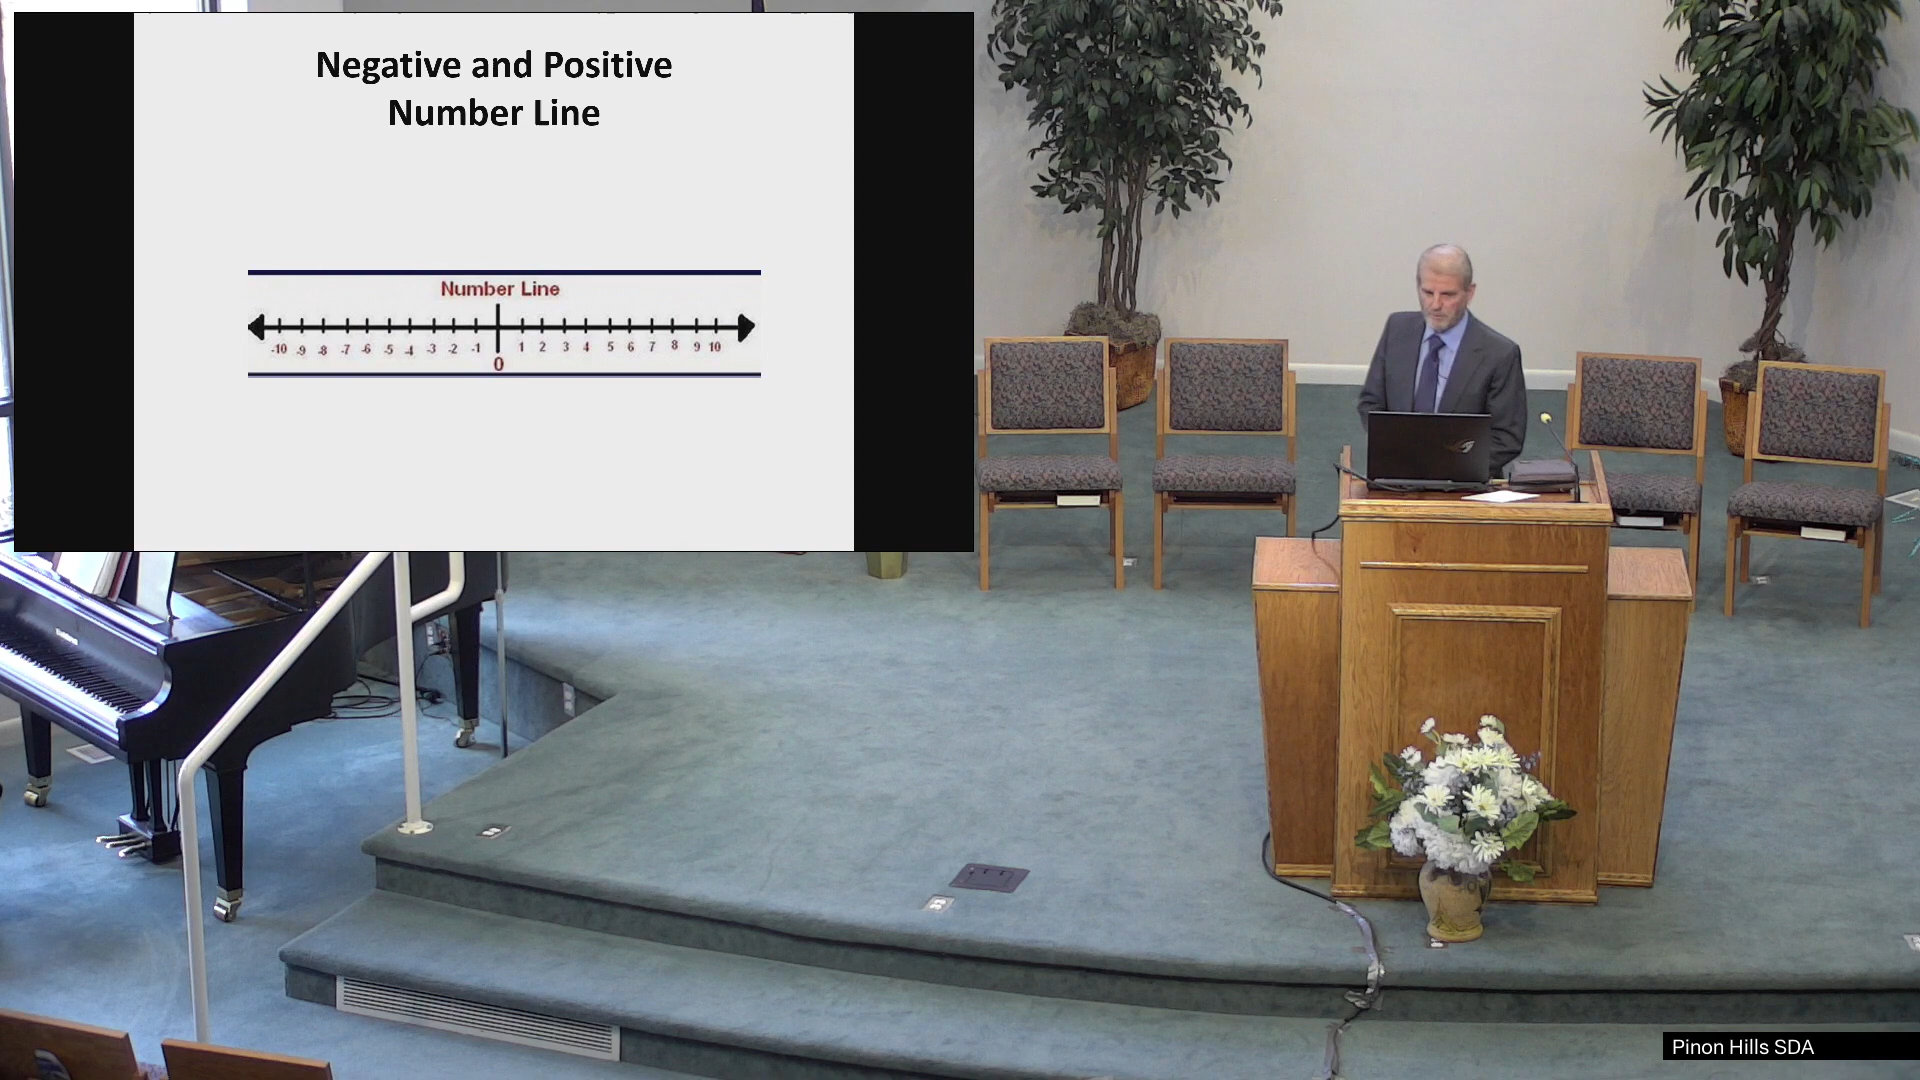 Negative and Positive
Number Line
Number Line
-10 -9 -8 -7 -6 -5 -4 -3 -2 -1 1 2 3 4 5 6 7 8 9 10
0
Pinon Hills SDA